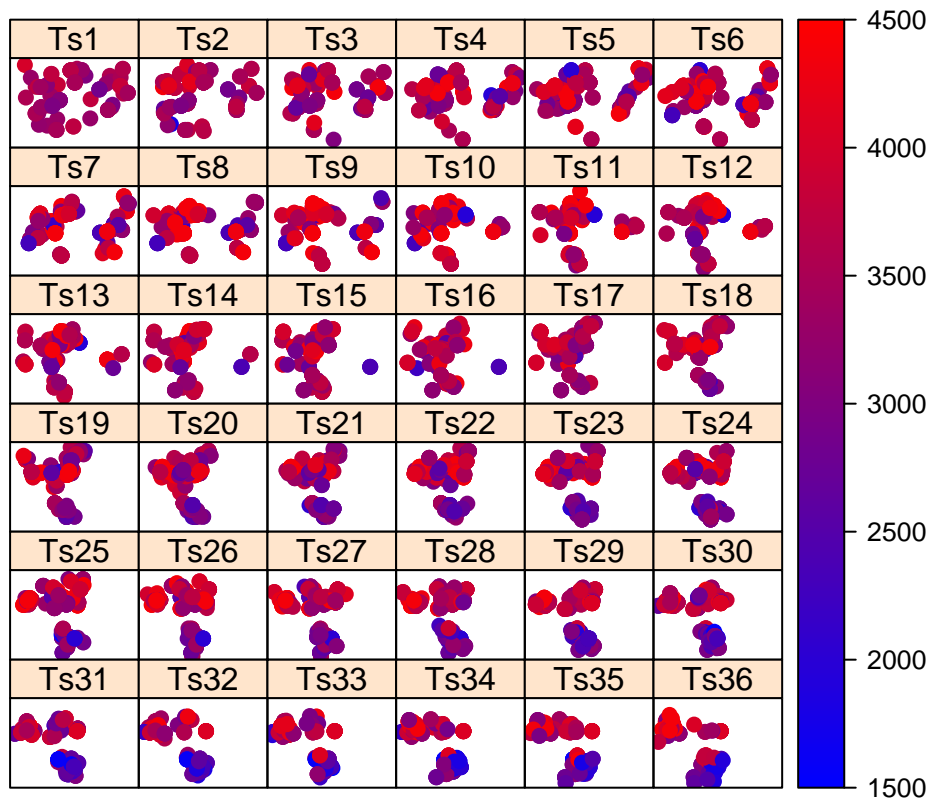 Ts1 Ts2 Ts3 Ts4 Ts5 Ts6
Ts7 Ts8 Ts9 Ts10 Ts11 Ts12
Ts13 Ts14 Ts15 Ts16 Ts17 Ts18
Ts19 Ts20 Ts21 Ts22 Ts23 Ts24
Ts25 Ts26 Ts27 Ts28 Ts29 Ts30
Ts31 Ts32 Ts33 Ts34 Ts35 Ts36
4500
4000
3500
3000
2500
2000
1500